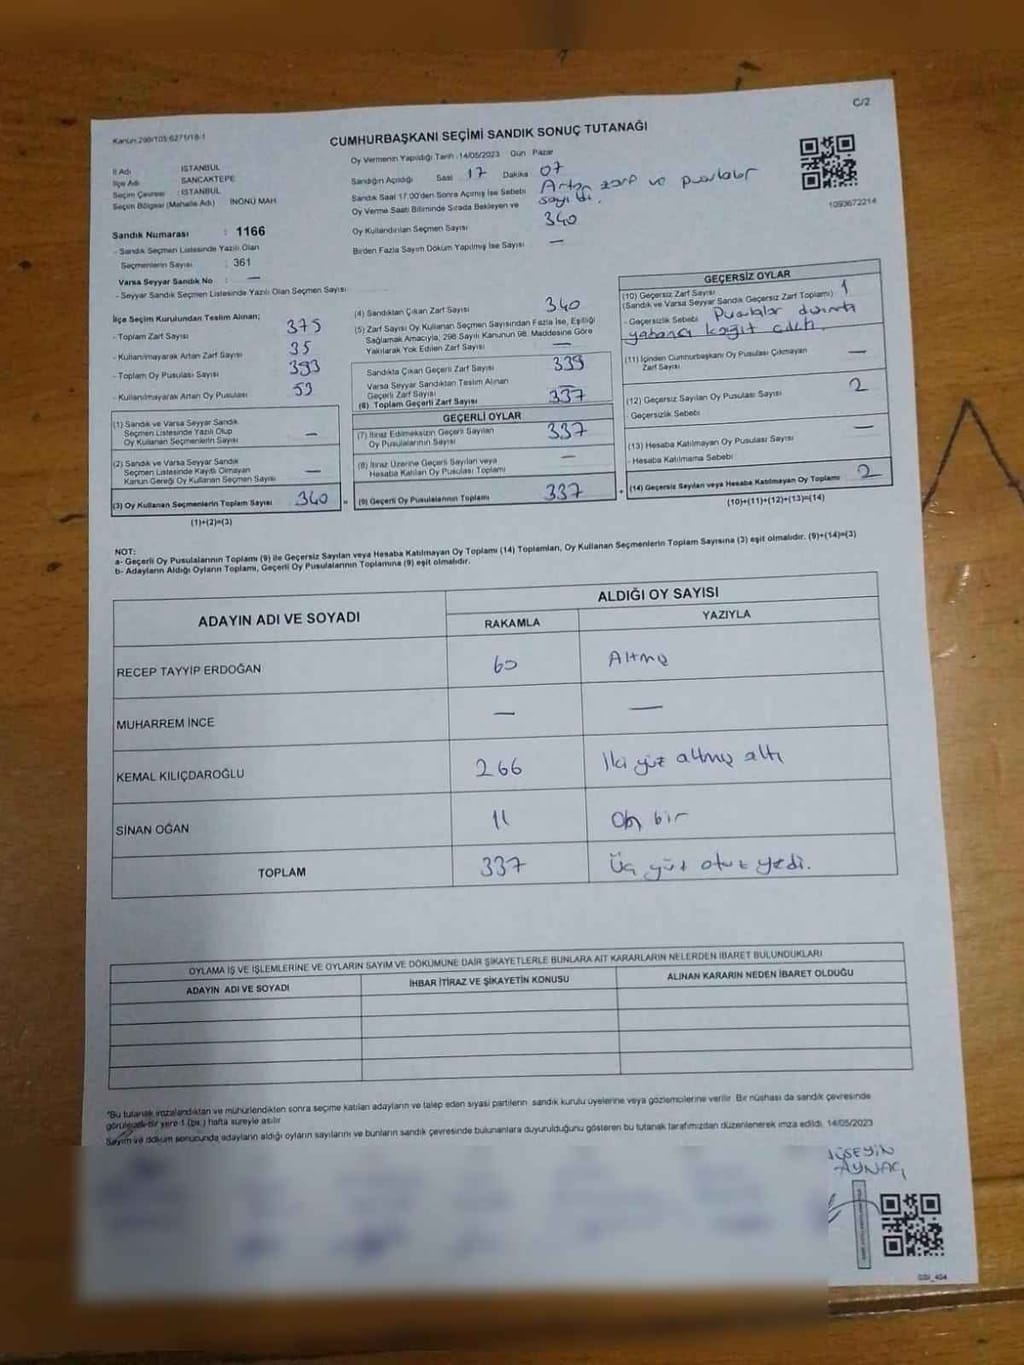 Kanun:298/105-6271/18-1
C/2
CUMHURBAŞKANI SEÇİMİ SANDIK SONUÇ TUTANAĞI
Oy Vermenin Yapıldığı Tarih :14/05/2023 Gün Pazar
İl Adı : İSTANBUL
İlçe Adı : SANCAKTEPE
Seçim Çevresi : İSTANBUL
Seçim Bölgesi (Mahalle Adı) İNÖNÜ MAH.
Sandığın Açıldığı Saat 17 Dakika 07
Sandık Saat 17.00'den Sonra Açılmış İse Sebebi Artan zarf ve pusulalar
sayıldı.
Oy Verme Saati Bitiminde Sırada Bekleyen ve
Oy Kullandırılan Seçmen Sayısı 340
Birden Fazla Sayım Döküm Yapılmış İse Sayısı —
1093672214
Sandık Numarası : 1166
- Sandık Seçmen Listesinde Yazılı Olan
Seçmenlerin Sayısı : 361
Varsa Seyyar Sandık No : —
- Seyyar Sandık Seçmen Listesinde Yazılı Olan Seçmen Sayısı
İlçe Seçim Kurulundan Teslim Alınan;
- Toplam Zarf Sayısı 375
- Kullanılmayarak Artan Zarf Sayısı 35
- Toplam Oy Pusulası Sayısı 393
- Kullanılmayarak Artan Oy Pusulası 53
(1) Sandık ve Varsa Seyyar Sandık
Seçmen Listesinde Yazılı Olup
Oy Kullanan Seçmenlerin Sayısı —
(2) Sandık ve Varsa Seyyar Sandık
Seçmen Listesinde Kayıtlı Olmayan
Kanun Gereği Oy Kullanan Seçmen Sayısı —
(3) Oy Kullanan Seçmenlerin Toplam Sayısı 340 =
(1)+(2)=(3)
(4) Sandıktan Çıkan Zarf Sayısı 340
(5) Zarf Sayısı Oy Kullanan Seçmen Sayısından Fazla İse, Eşitliği
Sağlamak Amacıyla, 298 Sayılı Kanunun 98. Maddesine Göre
Yakılarak Yok Edilen Zarf Sayısı —
Sandıkta Çıkan Geçerli Zarf Sayısı 339
Varsa Seyyar Sandıktan Teslim Alınan
Geçerli Zarf Sayısı —
(6) Toplam Geçerli Zarf Sayısı 337
GEÇERLİ OYLAR
(7) İtiraz Edilmeksizin Geçerli Sayılan
Oy Pusulalarının Sayısı 337
(8) İtiraz Üzerine Geçerli Sayılan veya
Hesaba Katılan Oy Pusulası Toplamı —
(9) Geçerli Oy Pusulalarının Toplamı 337 +
GEÇERSİZ OYLAR
(10) Geçersiz Zarf Sayısı
(Sandık ve Varsa Seyyar Sandık Geçersiz Zarf Toplamı) 1
- Geçersizlik Sebebi Pusulalar dışında
yabancı kağıt çıktı.
(11) İçinden Cumhurbaşkanı Oy Pusulası Çıkmayan
Zarf Sayısı —
(12) Geçersiz Sayılan Oy Pusulası Sayısı 2
- Geçersizlik Sebebi
(13) Hesaba Katılmayan Oy Pusulası Sayısı —
- Hesaba Katılmama Sebebi
(14) Geçersiz Sayılan veya Hesaba Katılmayan Oy Toplamı 2
(10)+(11)+(12)+(13)=(14)
NOT:
a- Geçerli Oy Pusulalarının Toplamı (9) ile Geçersiz Sayılan veya Hesaba Katılmayan Oy Toplamı (14) Toplamları, Oy Kullanan Seçmenlerin Toplam Sayısına (3) eşit olmalıdır. (9)+(14)=(3)
b- Adayların Aldığı Oyların Toplamı, Geçerli Oy Pusulalarının Toplamına (9) eşit olmalıdır.
ADAYIN ADI VE SOYADI
ALDIĞI OY SAYISI
RAKAMLA YAZIYLA
RECEP TAYYİP ERDOĞAN 60 Altmış
MUHARREM İNCE — —
KEMAL KILIÇDAROĞLU 266 İki yüz altmış altı
SİNAN OĞAN 11 On bir
TOPLAM 337 Üç yüz otuz yedi.
OYLAMA İŞ VE İŞLEMLERİNE VE OYLARIN SAYIM VE DÖKÜMÜNE DAİR ŞİKAYETLERLE BUNLARA AİT KARARLARIN NELERDEN İBARET BULUNDUKLARI
ADAYIN ADI VE SOYADI İHBAR İTİRAZ VE ŞİKAYETİN KONUSU ALINAN KARARIN NEDEN İBARET OLDUĞU
*Bu tutanak imzalandıktan ve mühürlendikten sonra seçime katılan adayların ve talep eden siyasi partilerin sandık kurulu üyelerine veya gözlemcilerine verilir. Bir nüshası da sandık çevresinde
görülecek bir yere 1 (bir) hafta süreyle asılır.
Sayım ve döküm sonucunda adayların aldığı oyların sayılarını ve bunların sandık çevresinde bulunanlara duyurulduğunu gösteren bu tutanak tarafımızdan düzenlenerek imza edildi. 14/05/2023
AYNAÇ